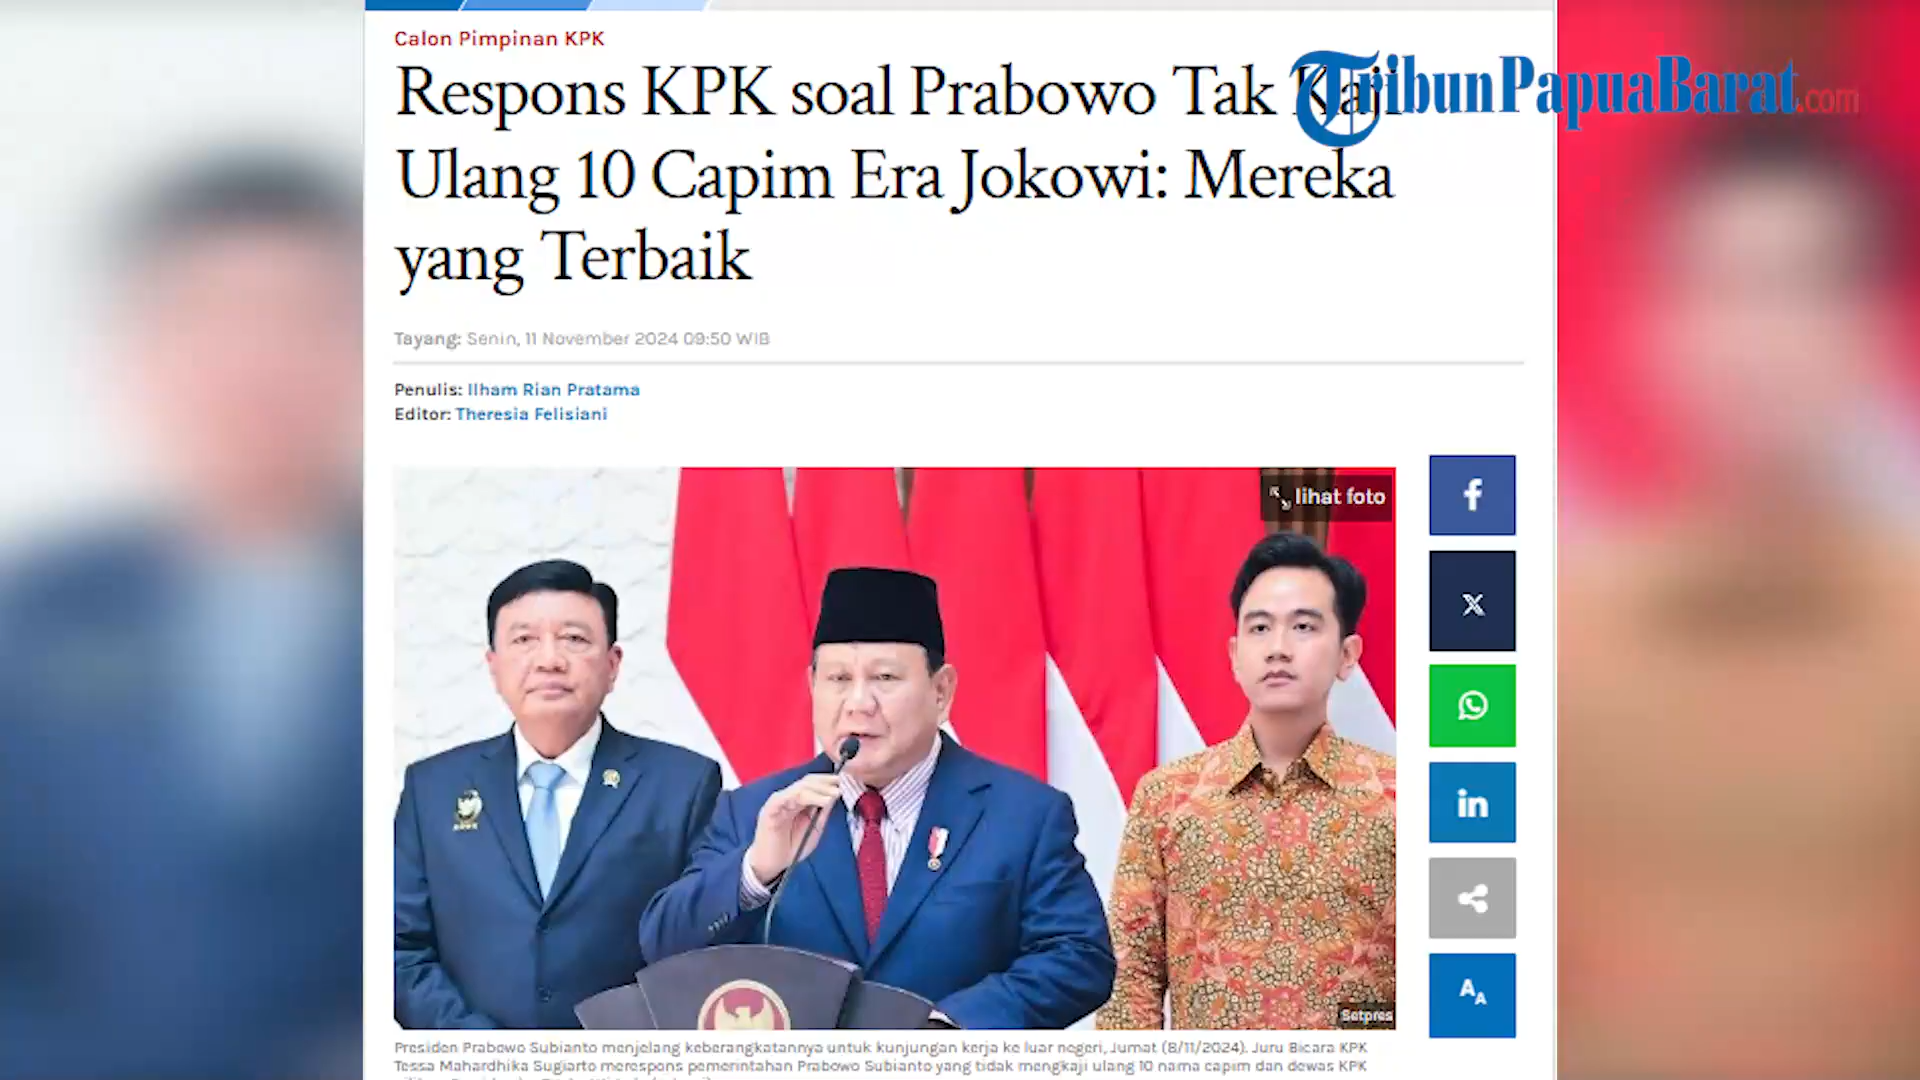 Calon Pimpinan KPK
Respons KPK soal Prabowo Tak Kaji
TribunPapuaBarat.com
Ulang 10 Capim Era Jokowi: Mereka
yang Terbaik
Tayang: Senin, 11 November 2024 09:50 WIB
Penulis: Ilham Rian Pratama
Editor: Theresia Felisiani
lihat foto
f
X
in
Setpres
AA
Presiden Prabowo Subianto menjelang keberangkatannya untuk kunjungan kerja ke luar negeri, Jumat (8/11/2024). Juru Bicara KPK
Tessa Mahardhika Sugiarto merespons pemerintahan Prabowo Subianto yang tidak mengkaji ulang 10 nama capim dan dewas KPK